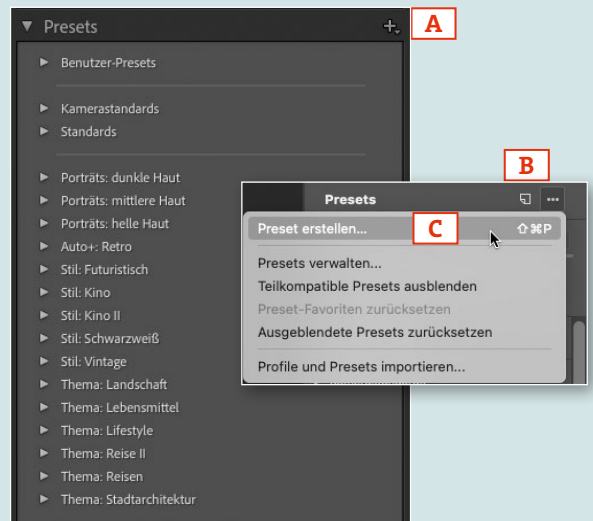 Presets
A
Benutzer-Presets
Kamerastandards
Standards
Porträts: dunkle Haut
Porträts: mittlere Haut
Porträts: helle Haut
Auto+: Retro
Stil: Futuristisch
Stil: Kino
Stil: Kino II
Stil: Schwarzweiß
Stil: Vintage
Thema: Landschaft
Thema: Lebensmittel
Thema: Lifestyle
Thema: Reise II
Thema: Reisen
Thema: Stadtarchitektur
B
Presets
Preset erstellen... C ⇧⌘P
Presets verwalten...
Teilkompatible Presets ausblenden
Preset-Favoriten zurücksetzen
Ausgeblendete Presets zurücksetzen
Profile und Presets importieren...